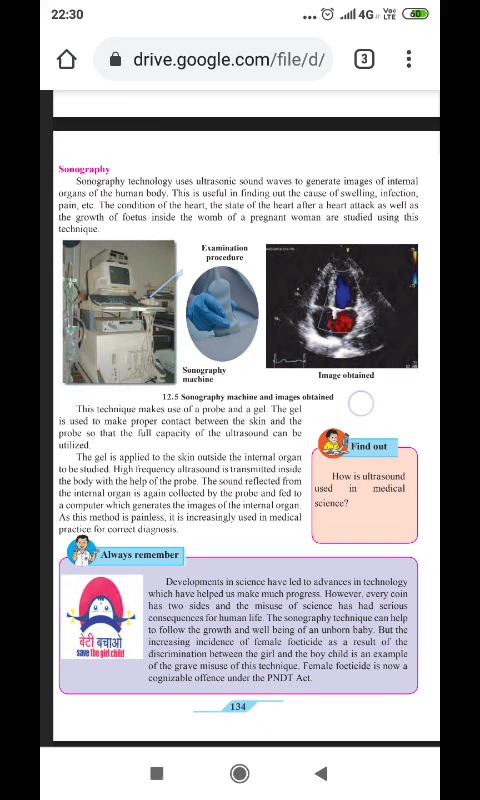 22:30
... 4G Vo LTE 60
drive.google.com/file/d/
3
Sonography
Sonography technology uses ultrasonic sound waves to generate images of internal
organs of the human body. This is useful in finding out the cause of swelling, infection,
pain, etc. The condition of the heart, the state of the heart after a heart attack as well as
the growth of foetus inside the womb of a pregnant woman are studied using this
technique.
Examination
procedure
Sonography
machine
Image obtained
12.5 Sonography machine and images obtained
This technique makes use of a probe and a gel. The gel
is used to make proper contact between the skin and the
probe so that the full capacity of the ultrasound can be
utilized.
The gel is applied to the skin outside the internal organ
to be studied. High frequency ultrasound is transmitted inside
the body with the help of the probe. The sound reflected from
the internal organ is again collected by the probe and fed to
a computer which generates the images of the internal organ.
As this method is painless, it is increasingly used in medical
practice for correct diagnosis.
Find out
How is ultrasound
used in medical
science?
Always remember
Developments in science have led to advances in technology
which have helped us make much progress. However, every coin
has two sides and the misuse of science has had serious
consequences for human life. The sonography technique can help
to follow the growth and well being of an unborn baby. But the
increasing incidence of female foeticide as a result of the
discrimination between the girl and the boy child is an example
of the grave misuse of this technique. Female foeticide is now a
cognizable offence under the PNDT Act.
बेटी बचाओ
save the girl child
134